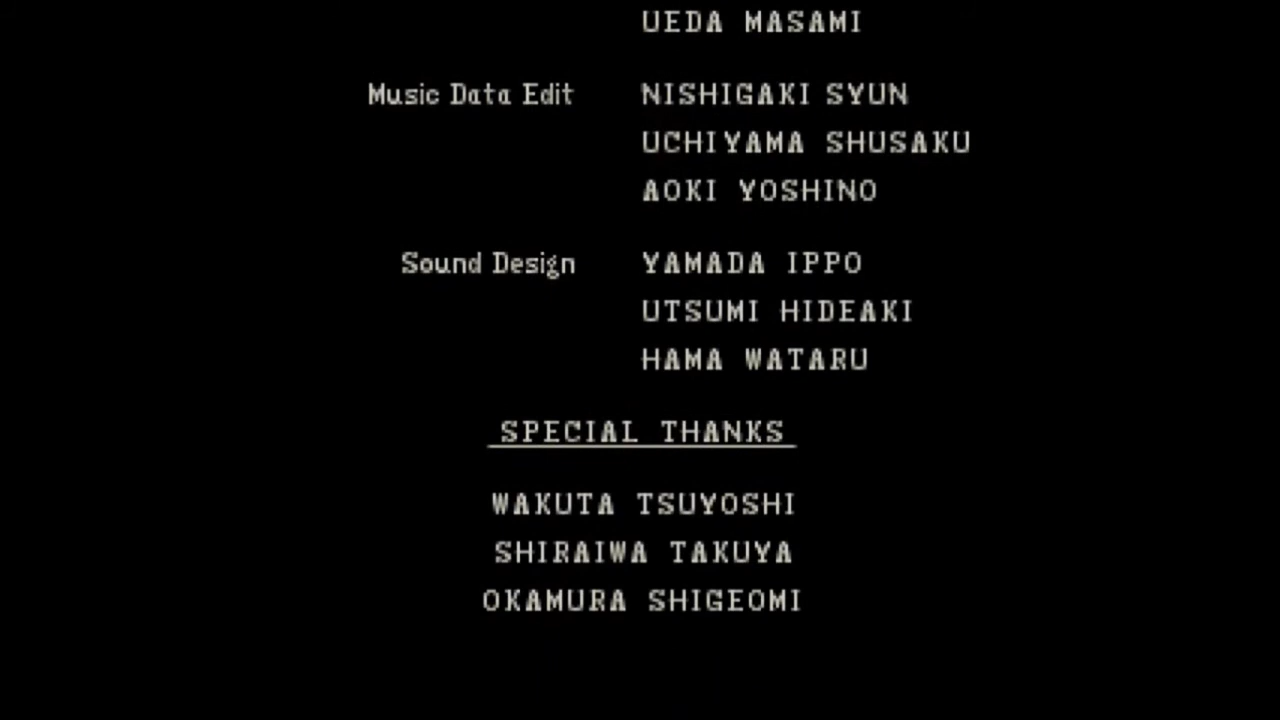 UEDA MASAMI
Music Data Edit NISHIGAKI SYUN
UCHIYAMA SHUSAKU
AOKI YOSHINO
Sound Design YAMADA IPPO
UTSUMI HIDEAKI
HAMA WATARU
SPECIAL THANKS
WAKUTA TSUYOSHI
SHIRAIWA TAKUYA
OKAMURA SHIGEOMI